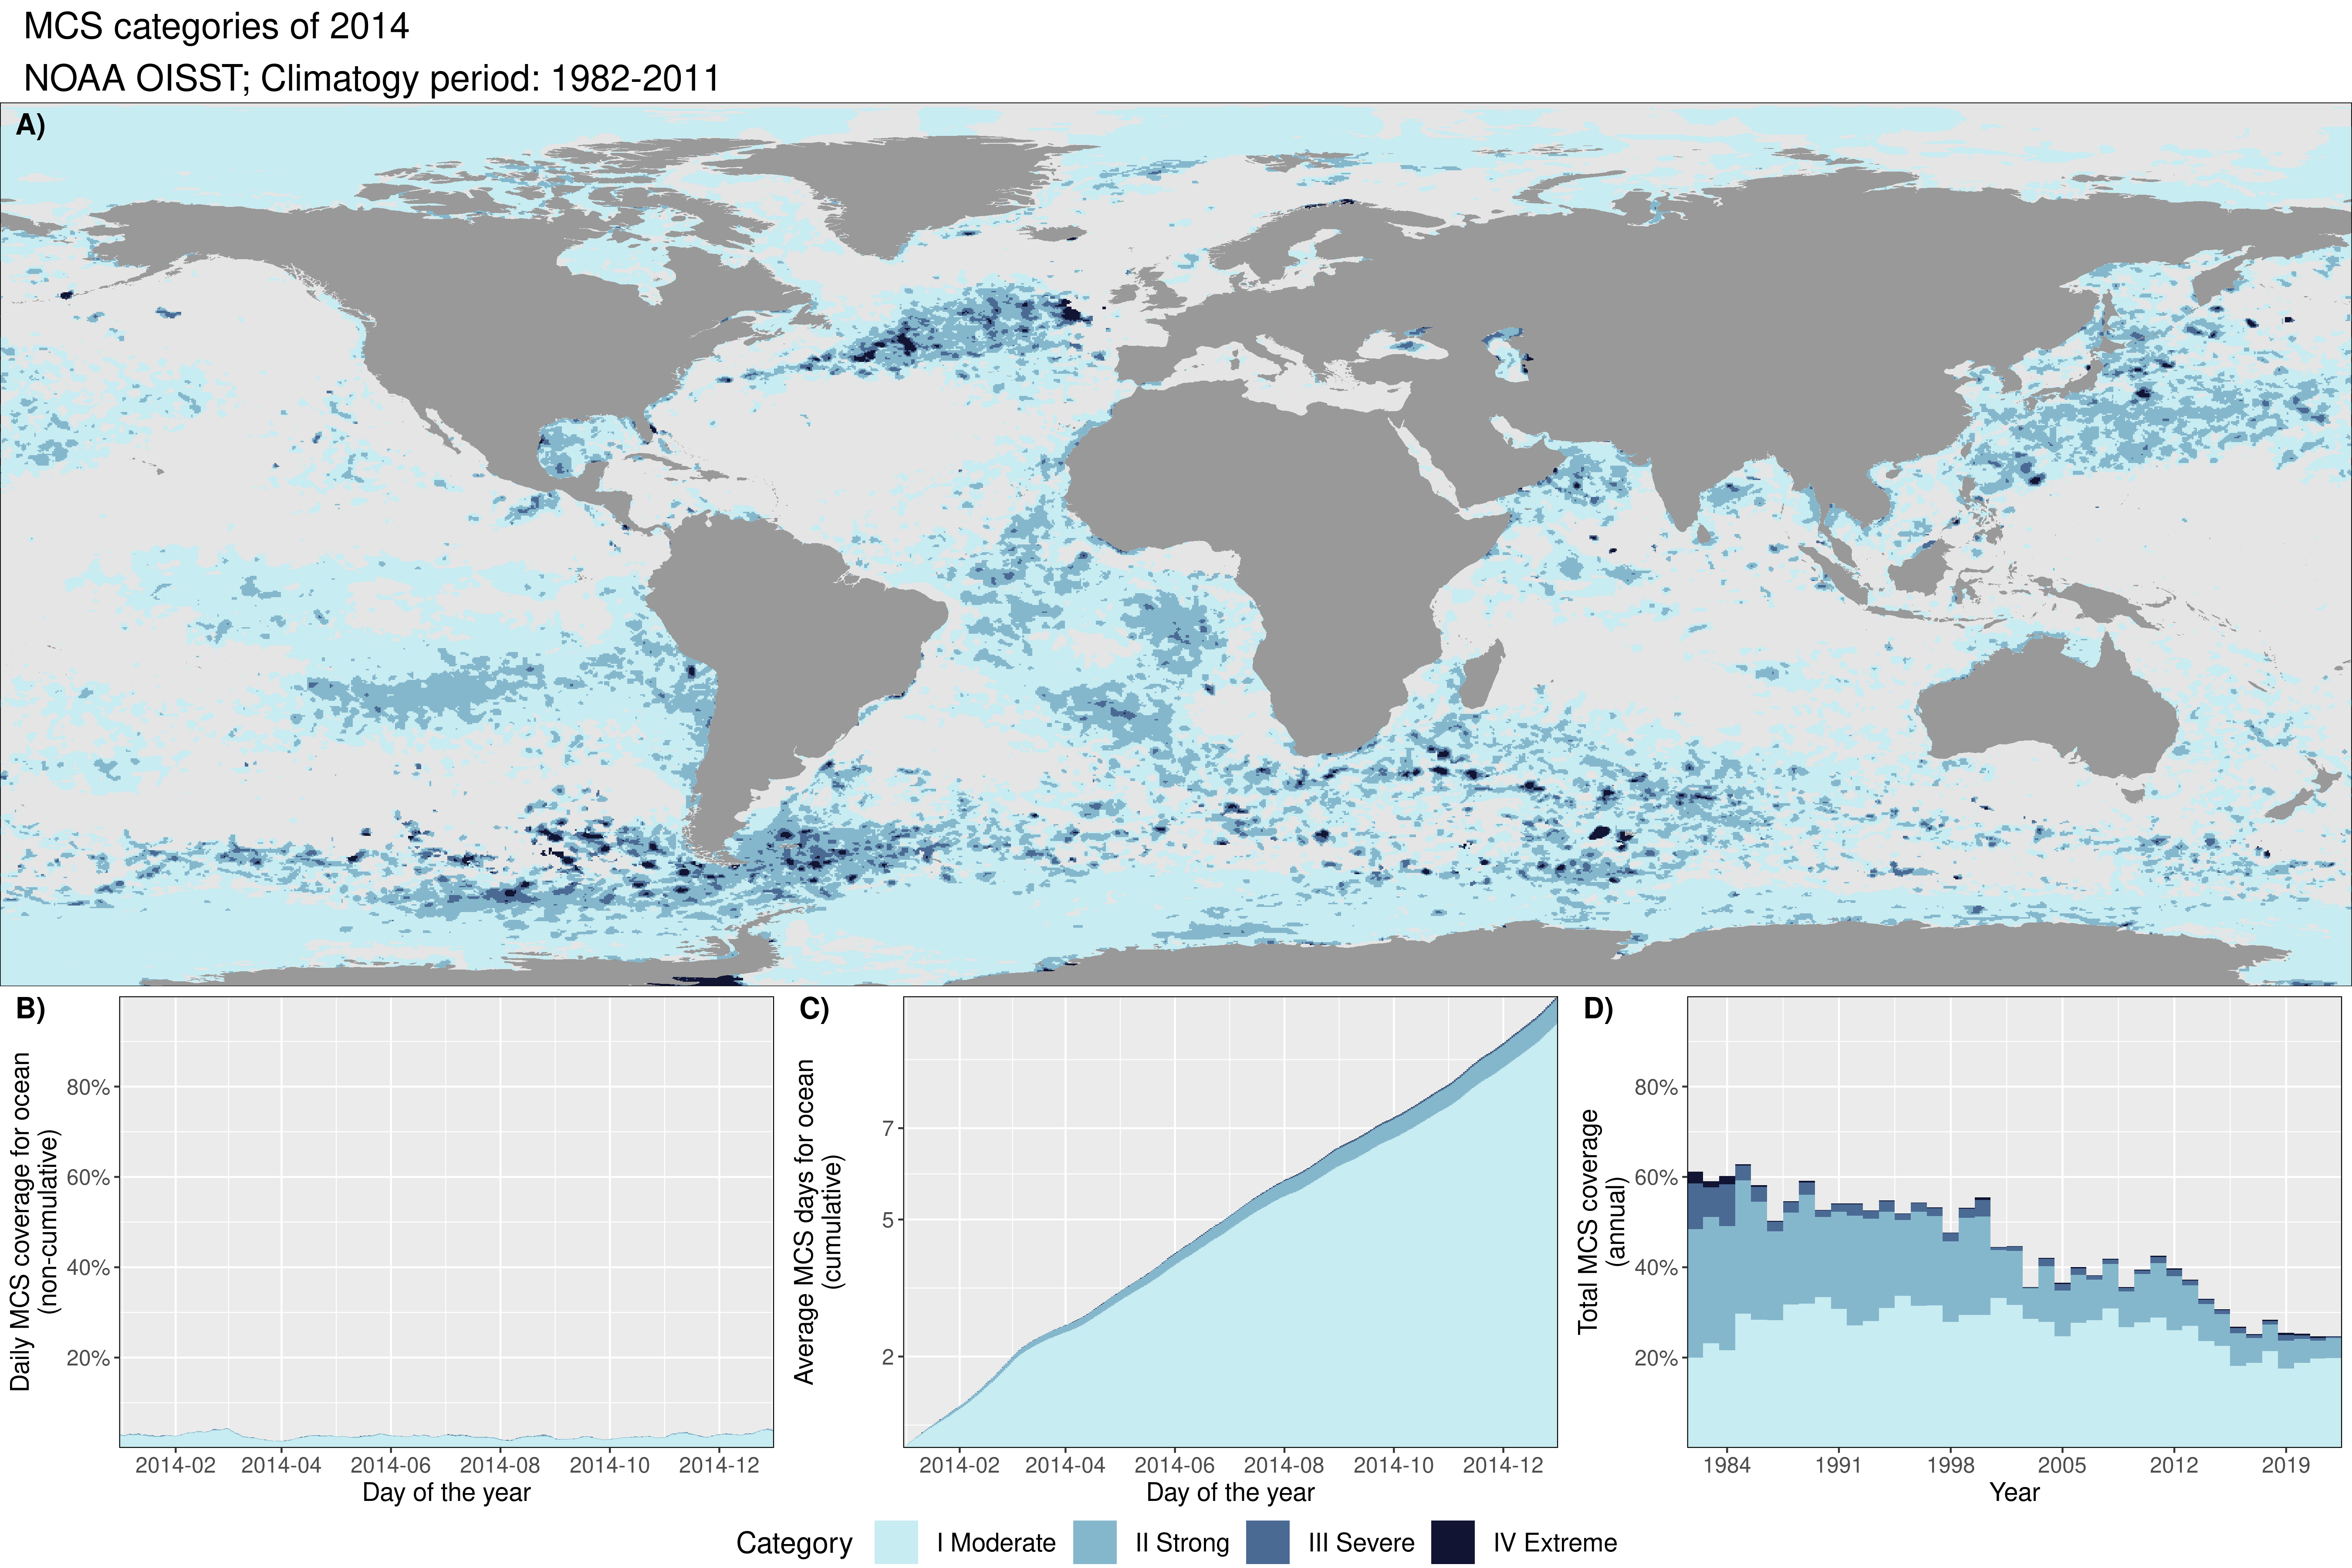 MCS categories of 2014
NOAA OISST; Climatogy period: 1982-2011
A)
B)
Daily MCS coverage for ocean
(non-cumulative)
80%
60%
40%
20%
2014-02 2014-04 2014-06 2014-08 2014-10 2014-12
Day of the year
C)
Average MCS days for ocean
(cumulative)
7
5
2
2014-02 2014-04 2014-06 2014-08 2014-10 2014-12
Day of the year
D)
Total MCS coverage
(annual)
80%
60%
40%
20%
1984 1991 1998 2005 2012 2019
Year
Category I Moderate II Strong III Severe IV Extreme